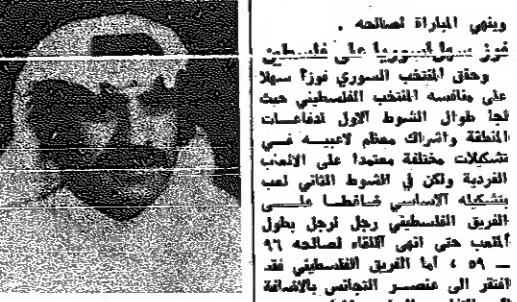 وينهي المباراة لصالحه .
فوز سهل لسوريا على فلسطين
وحقق المنتخب السوري فوزا سهلا
على منافسه المنتخب الفلسطيني حيث
لجا طوال الشوط الاول لدفاعات
المنطقة واشراك معظم لاعبيه في
تشكيلات مختلفة معتمدا على الالعاب
الفردية ولكن في الشوط الثاني لعب
بتشكيله الاساسي ضاغطا على
الفريق الفلسطيني رجل لرجل بطول
الملعب حتى انهى اللقاء لصالحه ٩٦
ــ ٥٩ ، أما الفريق الفلسطيني فقد
افتقر الى عنصر التجانس بالاضافة